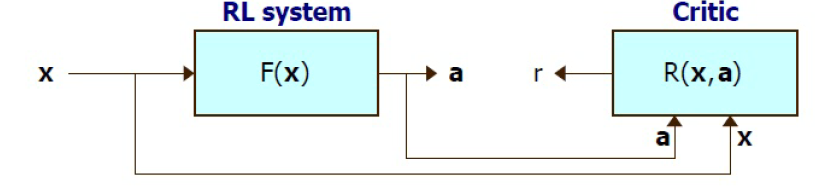 RL system Critic
x F(x) a r R(x,a)
a x